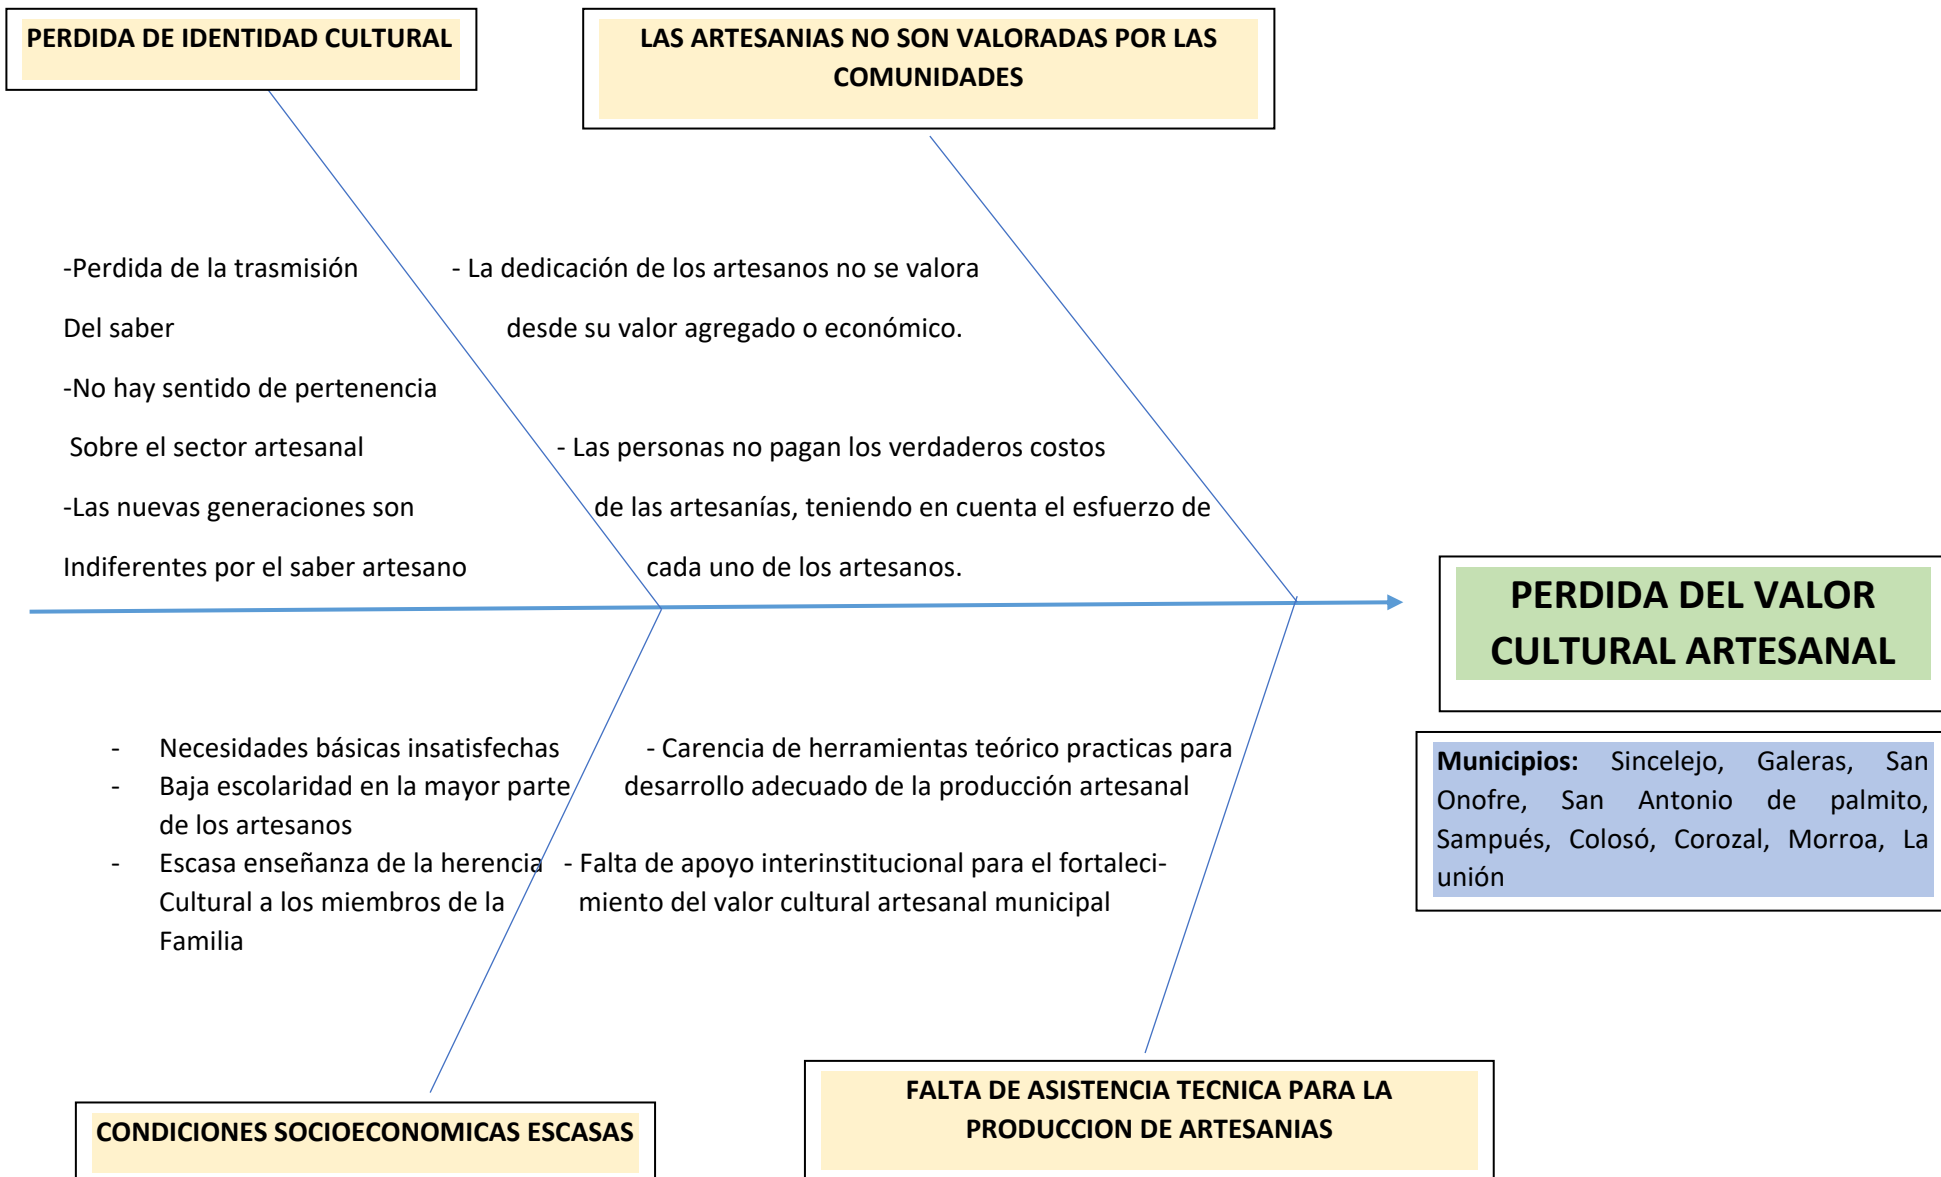 PERDIDA DE IDENTIDAD CULTURAL
LAS ARTESANIAS NO SON VALORADAS POR LAS
COMUNIDADES
-Perdida de la trasmisión
Del saber
-No hay sentido de pertenencia
Sobre el sector artesanal
-Las nuevas generaciones son
Indiferentes por el saber artesano
- La dedicación de los artesanos no se valora
desde su valor agregado o económico.
- Las personas no pagan los verdaderos costos
de las artesanías, teniendo en cuenta el esfuerzo de
cada uno de los artesanos.
PERDIDA DEL VALOR
CULTURAL ARTESANAL
Municipios: Sincelejo, Galeras, San
Onofre, San Antonio de palmito,
Sampués, Colosó, Corozal, Morroa, La
unión
- Necesidades básicas insatisfechas
- Baja escolaridad en la mayor parte
de los artesanos
- Escasa enseñanza de la herencia
Cultural a los miembros de la
Familia
- Carencia de herramientas teórico practicas para
desarrollo adecuado de la producción artesanal
- Falta de apoyo interinstitucional para el fortaleci-
miento del valor cultural artesanal municipal
CONDICIONES SOCIOECONOMICAS ESCASAS
FALTA DE ASISTENCIA TECNICA PARA LA
PRODUCCION DE ARTESANIAS